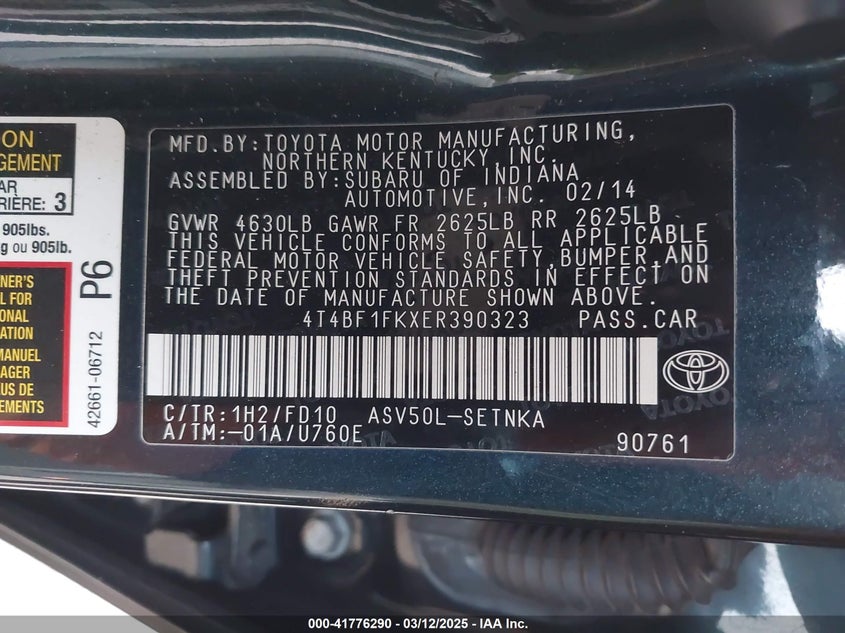 ON
GEMENT
AR
RIÈRE: 3
905lbs.
g ou 905lb.
NER'S
L FOR
ONAL
ATION
MANUEL
AGER
US DE
EMENTS.
P6
42661-06712
MFD.BY:TOYOTA MOTOR MANUFACTURING,
NORTHERN KENTUCKY,INC.
ASSEMBLED BY:SUBARU OF INDIANA
AUTOMOTIVE,INC. 02/14
GVWR 4630LB GAWR FR 2625LB RR 2625LB
THIS VEHICLE CONFORMS TO ALL APPLICABLE
FEDERAL MOTOR VEHICLE SAFETY,BUMPER,AND
THEFT PREVENTION STANDARDS IN EFFECT ON
THE DATE OF MANUFACTURE SHOWN ABOVE.
4T4BF1FKXER390323 PASS.CAR
C/TR:1H2/FD10 ASV50L-SETNKA
A/TM:-01A/U760E
90761
000-41776290 - 03/12/2025 - IAA Inc.